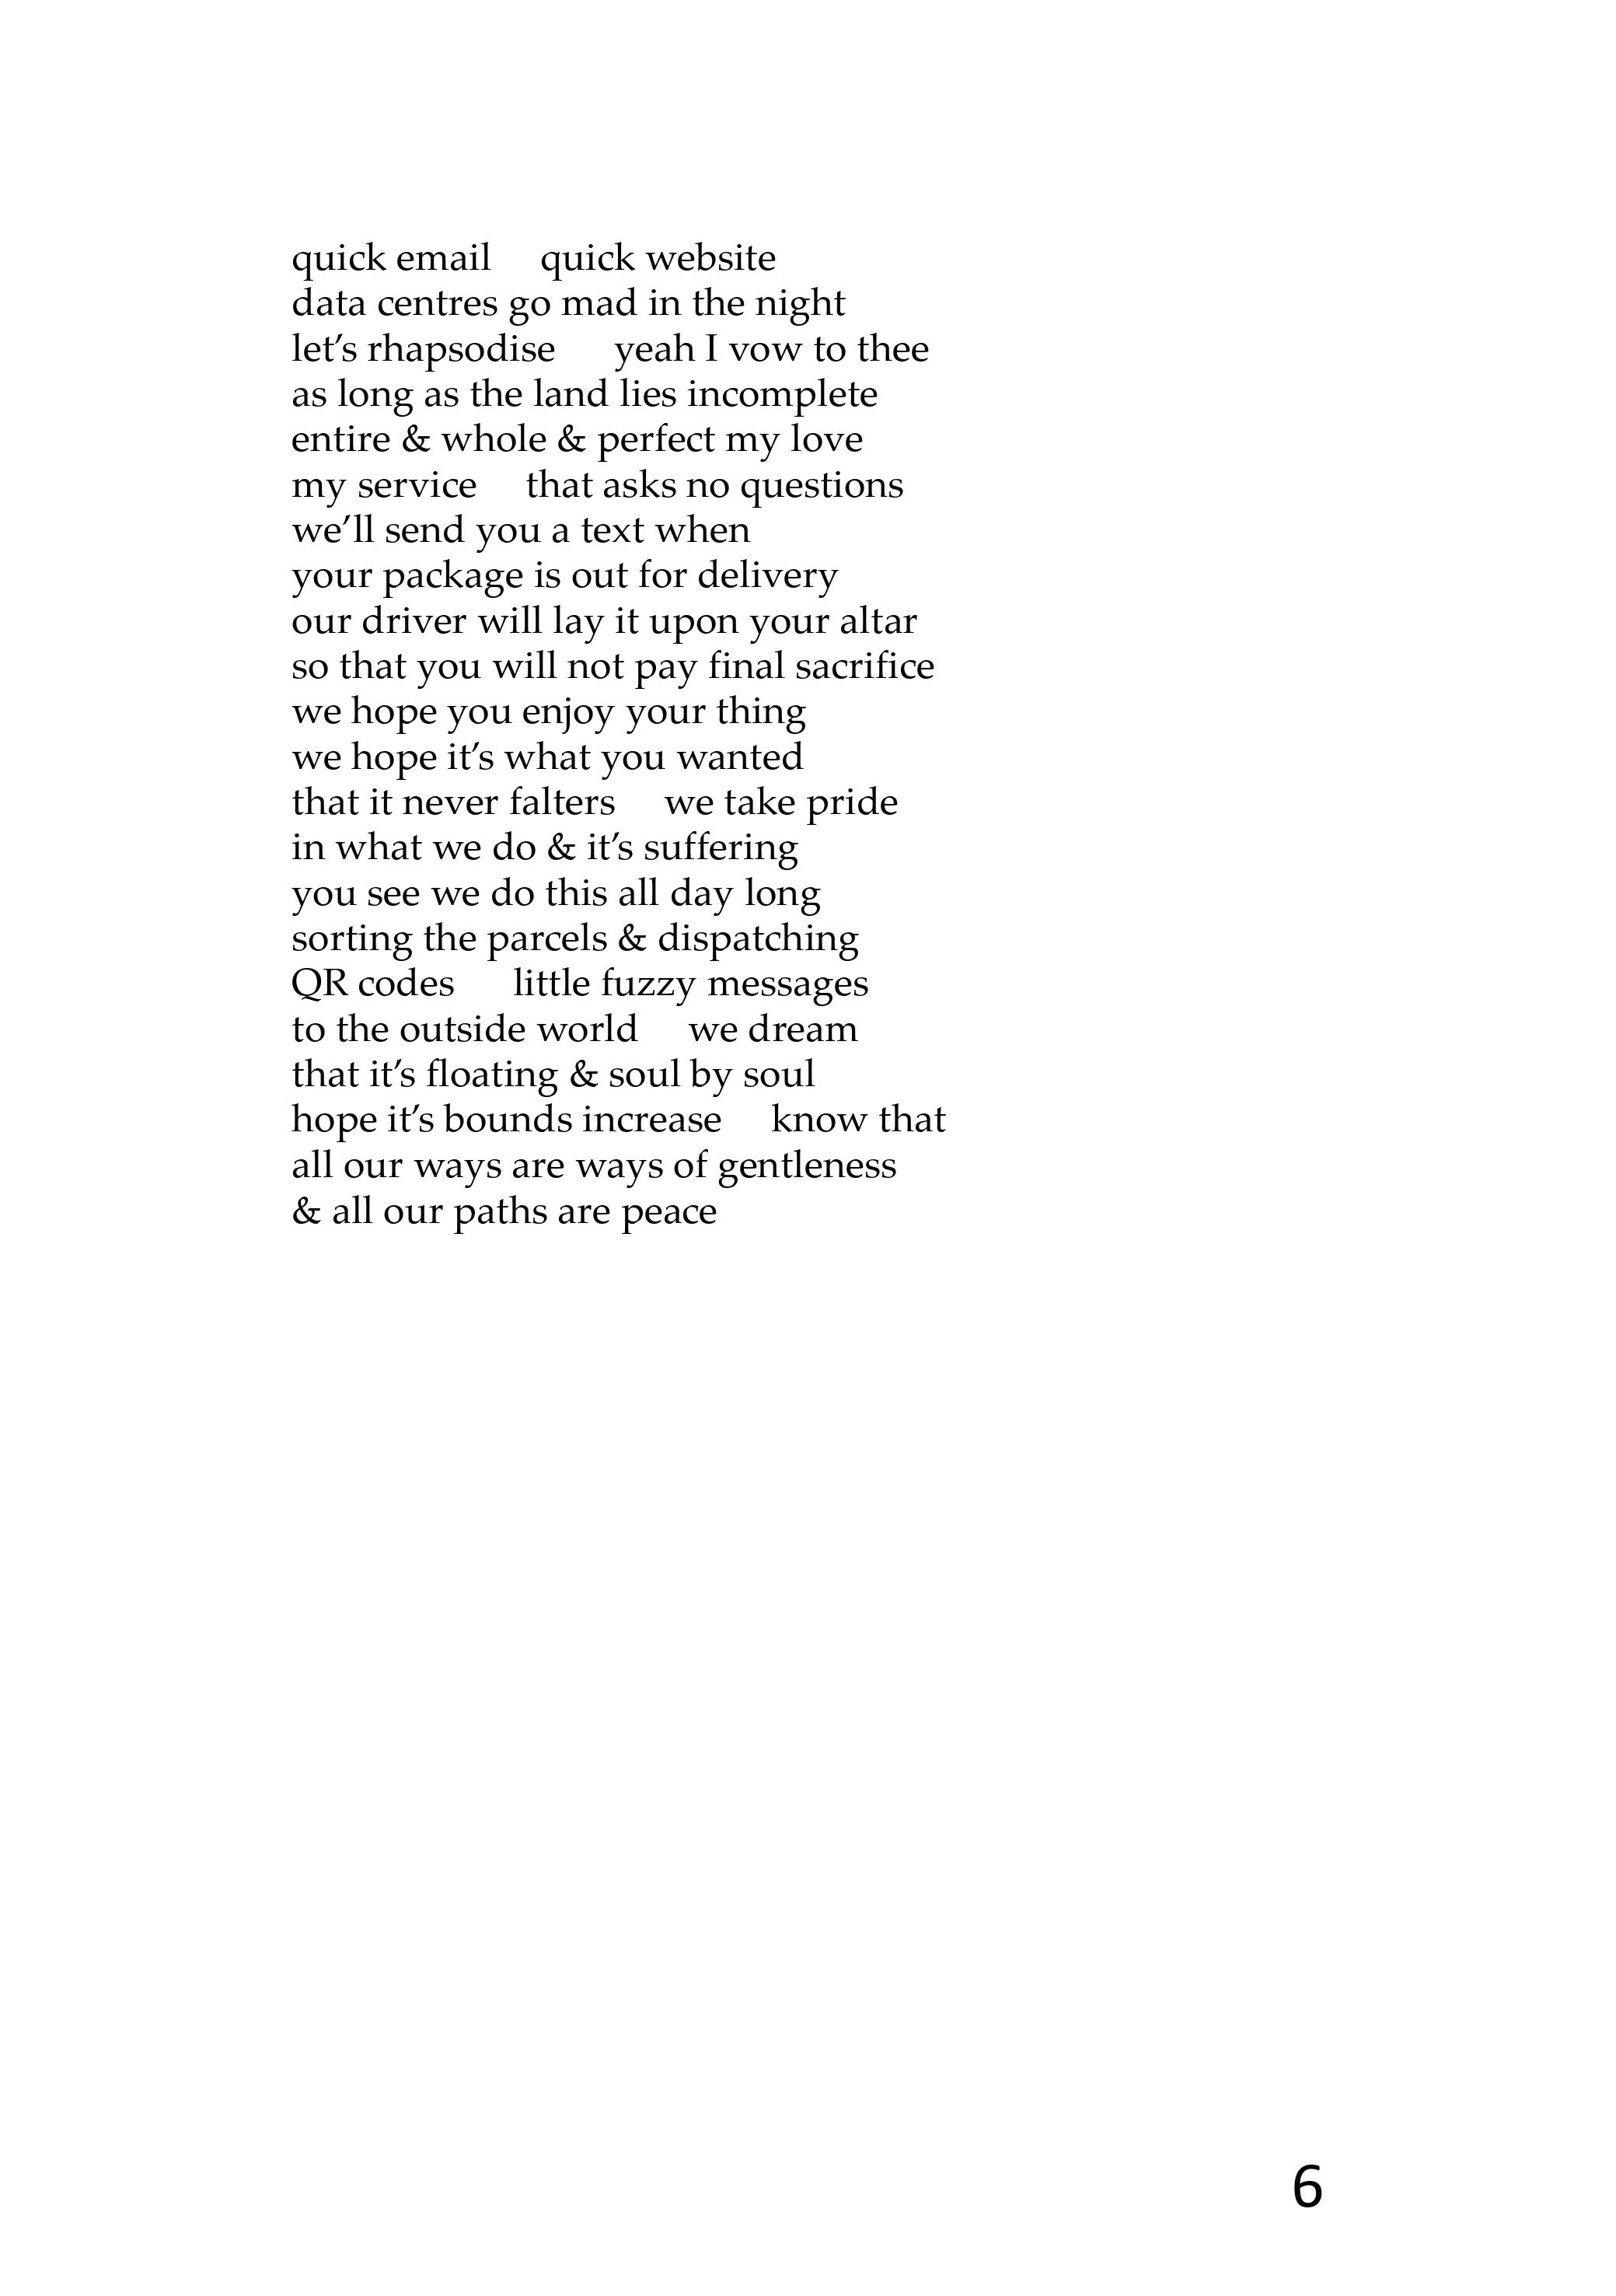 quick email     quick website
data centres go mad in the night
let’s rhapsodise     yeah I vow to thee
as long as the land lies incomplete
entire & whole & perfect my love
my service     that asks no questions
we’ll send you a text when
your package is out for delivery
our driver will lay it upon your altar
so that you will not pay final sacrifice
we hope you enjoy your thing
we hope it’s what you wanted
that it never falters     we take pride
in what we do & it’s suffering
you see we do this all day long
sorting the parcels & dispatching
QR codes     little fuzzy messages
to the outside world     we dream
that it’s floating & soul by soul
hope it’s bounds increase     know that
all our ways are ways of gentleness
& all our paths are peace
6